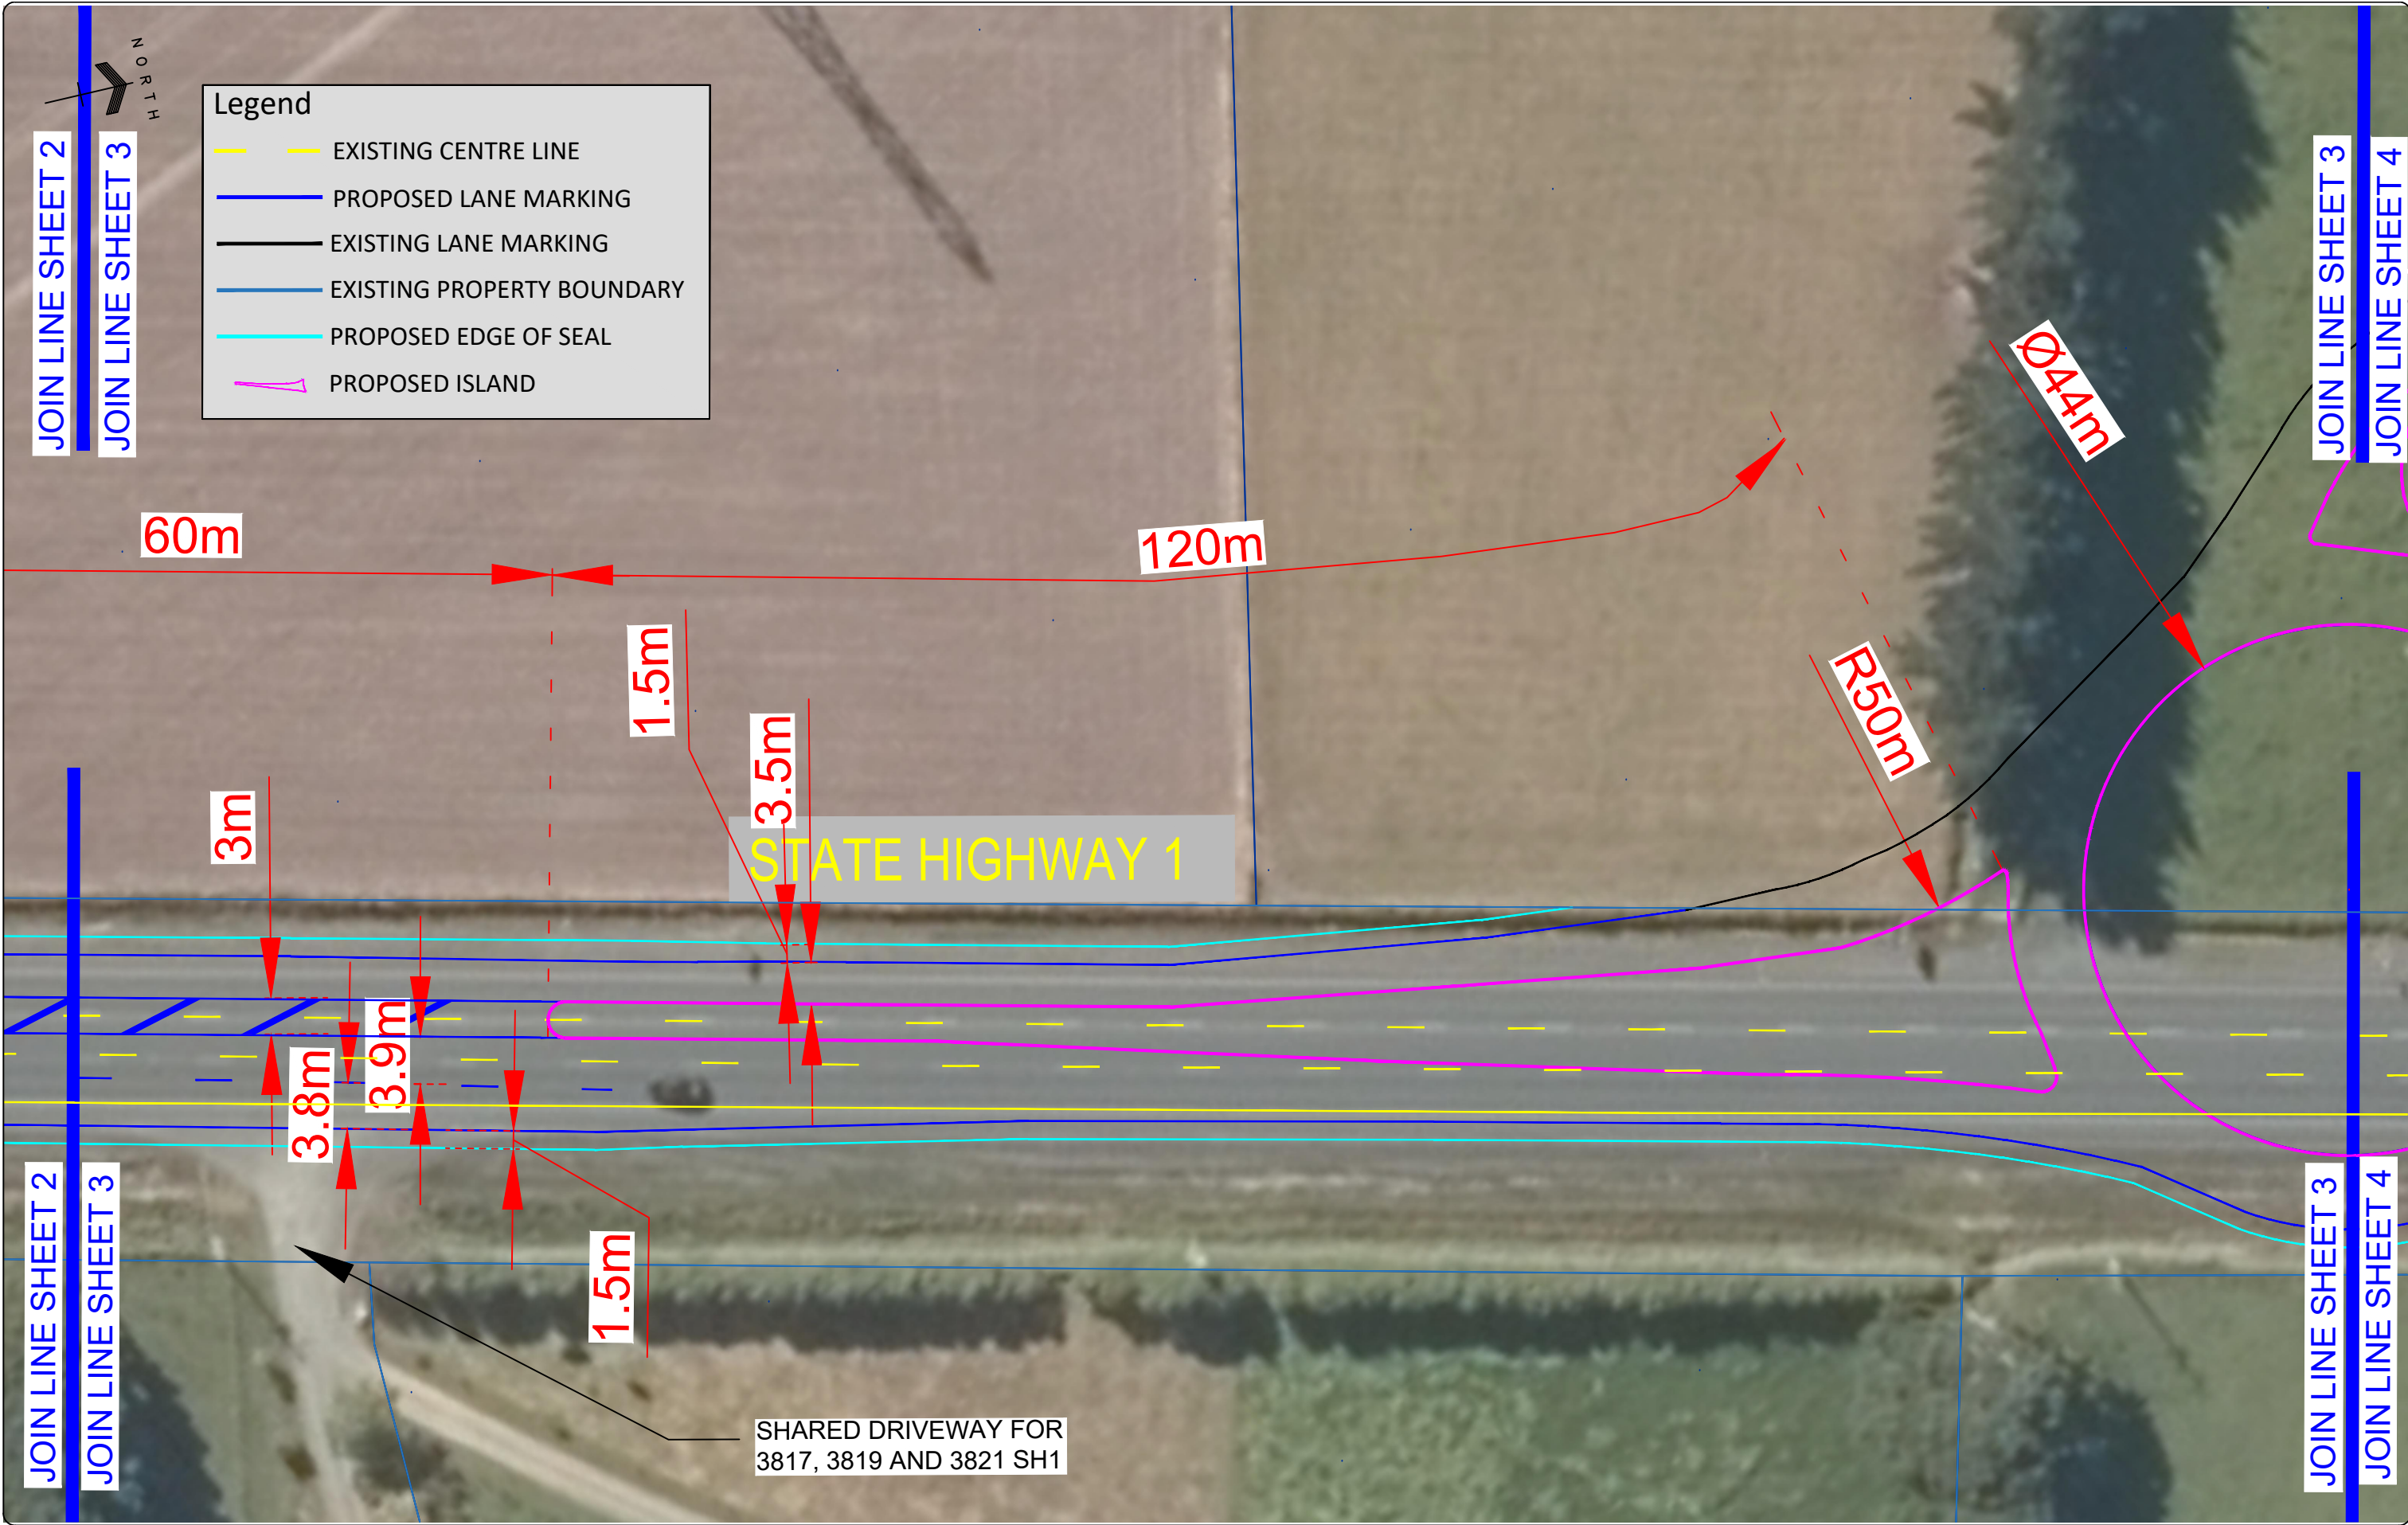 NORTH
JOIN LINE SHEET 2
JOIN LINE SHEET 3
Legend
EXISTING CENTRE LINE
PROPOSED LANE MARKING
EXISTING LANE MARKING
EXISTING PROPERTY BOUNDARY
PROPOSED EDGE OF SEAL
PROPOSED ISLAND
JOIN LINE SHEET 3
JOIN LINE SHEET 4
Ø44m
60m
120m
1.5m
3.5m
R50m
3m
STATE HIGHWAY 1
3.8m
3.9m
1.5m
JOIN LINE SHEET 2
JOIN LINE SHEET 3
JOIN LINE SHEET 3
JOIN LINE SHEET 4
SHARED DRIVEWAY FOR
3817, 3819 AND 3821 SH1